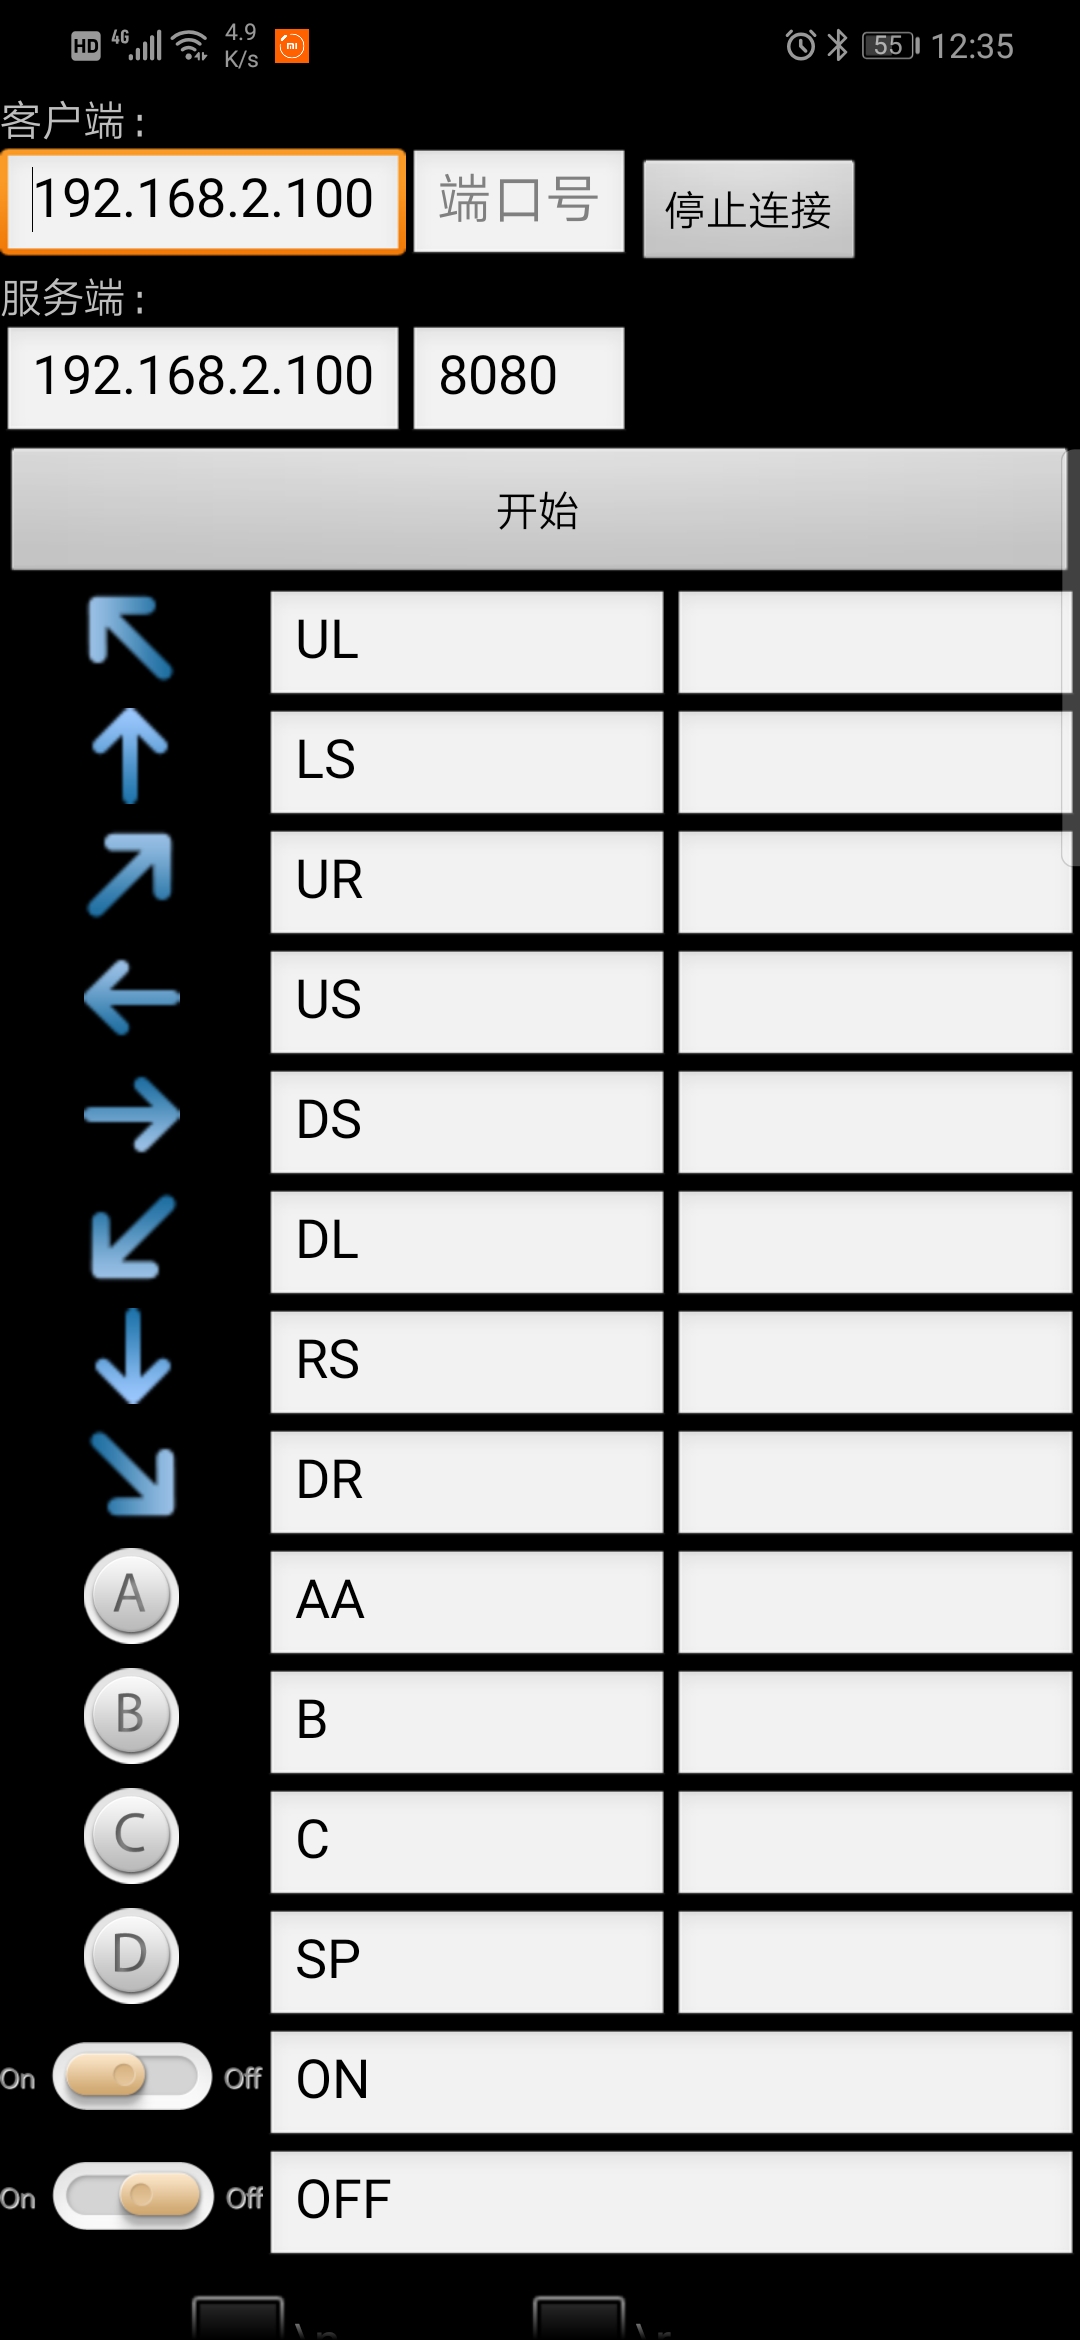 HD 4G 4.9 K/s mi 55 12:35
客户端 :
192.168.2.100 端口号 停止连接
服务端 :
192.168.2.100 8080
开始
UL
LS
UR
US
DS
DL
RS
DR
A AA
B B
C C
D SP
On Off ON
On Off OFF